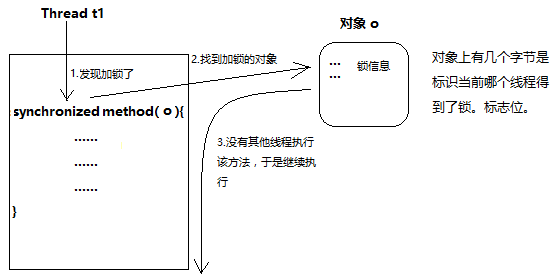 Thread t1
对象 o
1.发现加锁了
2.找到加锁的对象
... 锁信息
...
对象上有几个字节是
标识当前哪个线程得
到了锁。标志位。
synchronized method( o ){
......
......
......
}
3.没有其他线程执行
该方法，于是继续执
行